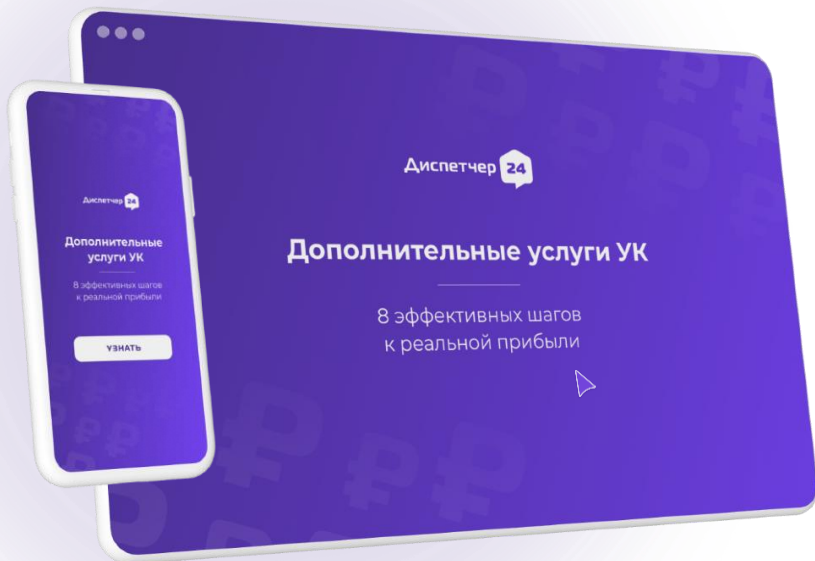 Диспетчер 24
Дополнительные
услуги УК
8 эффективных шагов
к реальной прибыли
УЗНАТЬ
Диспетчер 24
Дополнительные услуги УК
8 эффективных шагов
к реальной прибыли